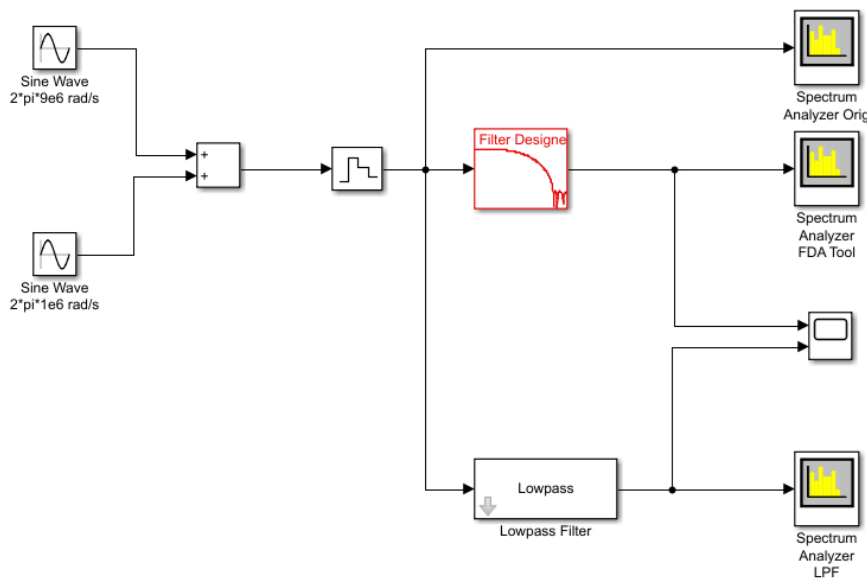 Sine Wave
2*pi*9e6 rad/s
+
+
Sine Wave
2*pi*1e6 rad/s
Filter Designe
Lowpass
Lowpass Filter
Spectrum
Analyzer Orig
Spectrum
Analyzer
FDA Tool
Spectrum
Analyzer
LPF